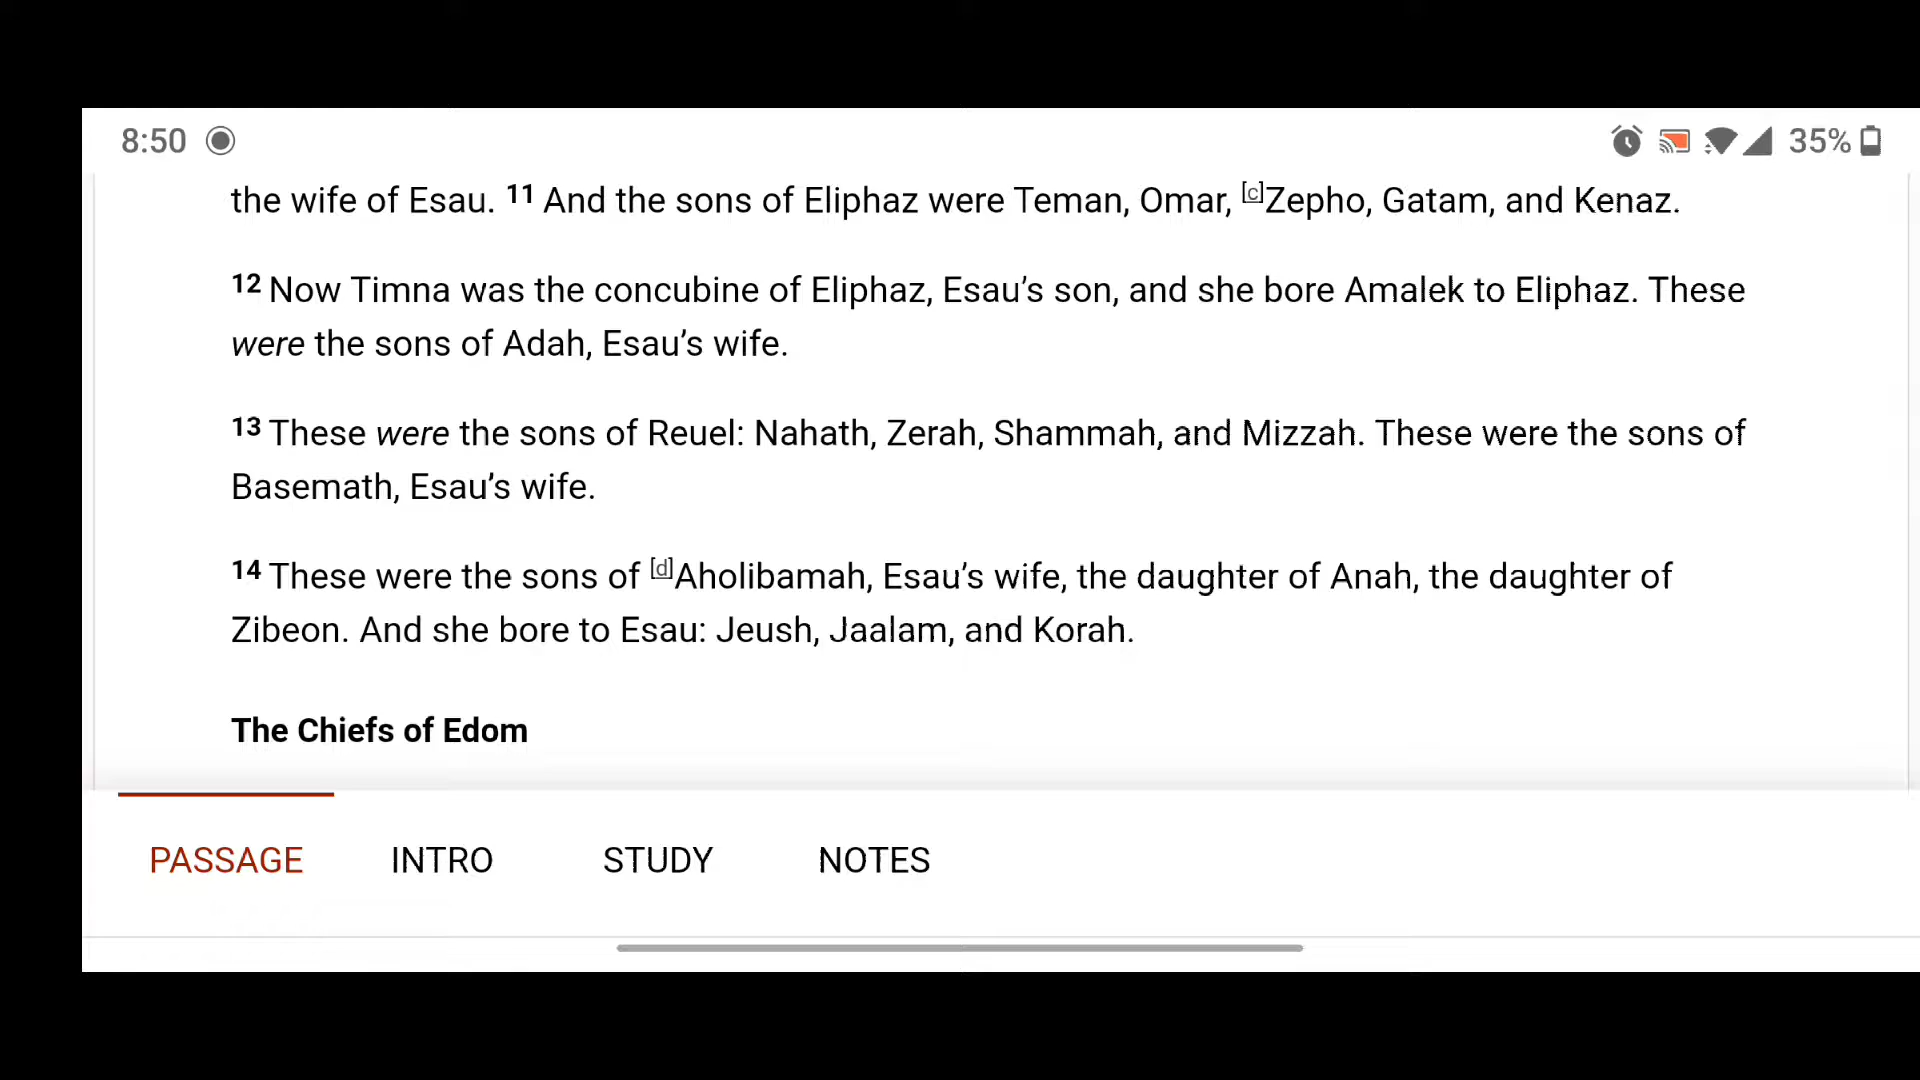 8:50 35%
the wife of Esau. 11 And the sons of Eliphaz were Teman, Omar, [c]Zepho, Gatam, and Kenaz.
12 Now Timna was the concubine of Eliphaz, Esau’s son, and she bore Amalek to Eliphaz. These
were the sons of Adah, Esau’s wife.
13 These were the sons of Reuel: Nahath, Zerah, Shammah, and Mizzah. These were the sons of
Basemath, Esau’s wife.
14 These were the sons of [d]Aholibamah, Esau’s wife, the daughter of Anah, the daughter of
Zibeon. And she bore to Esau: Jeush, Jaalam, and Korah.
The Chiefs of Edom
PASSAGE INTRO STUDY NOTES